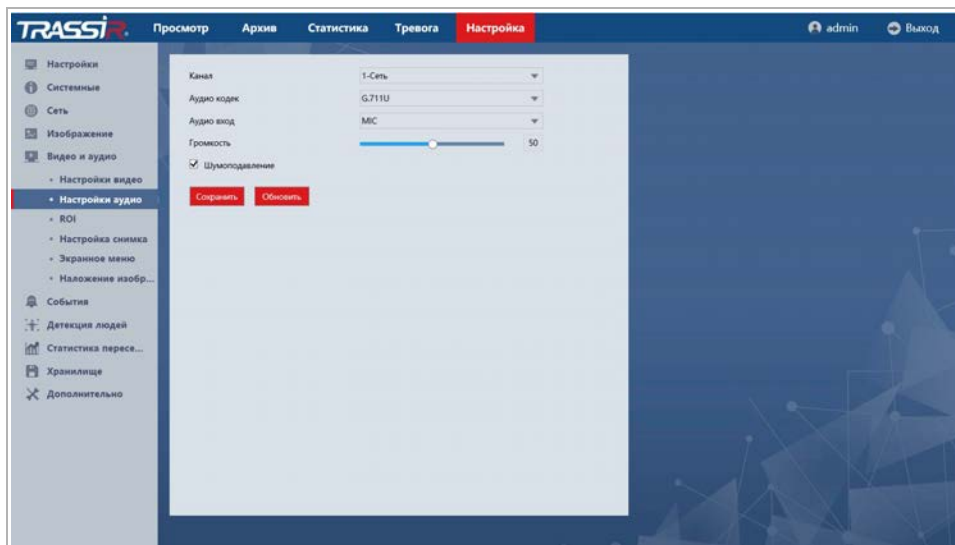 TRASSIR Просмотр Архив Статистика Тревога Настройка admin Выход
Настройки
Системные
Сеть
Изображение
Видео и аудио
Настройки видео
Настройки аудио
ROI
Настройка снимка
Экранное меню
Наложение изобр...
События
Детекция людей
Статистика пересе...
Хранилище
Дополнительно
Канал 1-Сеть
Аудио кодек G.711U
Аудио вход MIC
Громкость 50
Шумоподавление
Сохранить Обновить